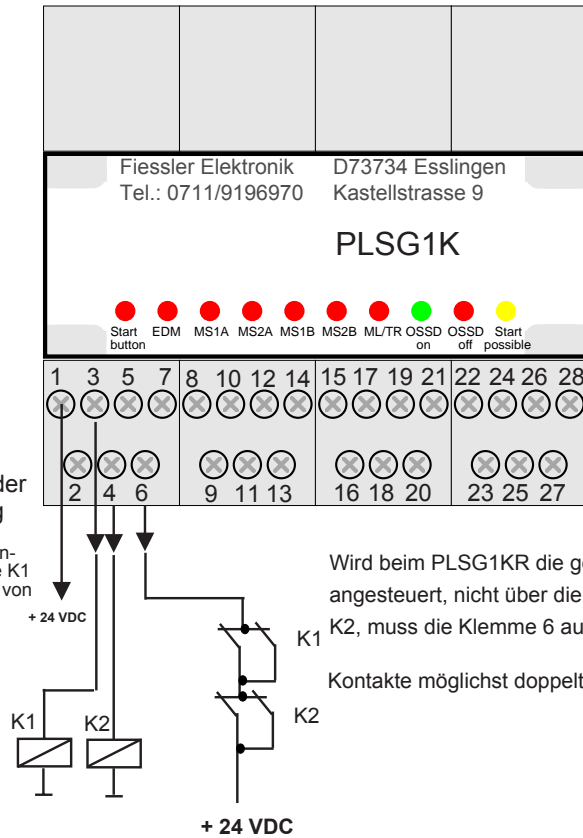 Fiessler Elektronik D73734 Esslingen
Tel.: 0711/9196970 Kastellstrasse 9
PLSG1K
Start button EDM MS1A MS2A MS1B MS2B ML/TR OSSD on OSSD off Start possible
1 3 5 7 8 10 12 14 15 17 19 21 22 24 26 28
2 4 6 9 11 13 16 18 20 23 25 27
der
g
n-
e K1
von
+ 24 VDC
Wird beim PLSG1KR die ge
angesteuert, nicht über die
K2, muss die Klemme 6 au
Kontakte möglichst doppelt
K1
K2
K1 K2
+ 24 VDC